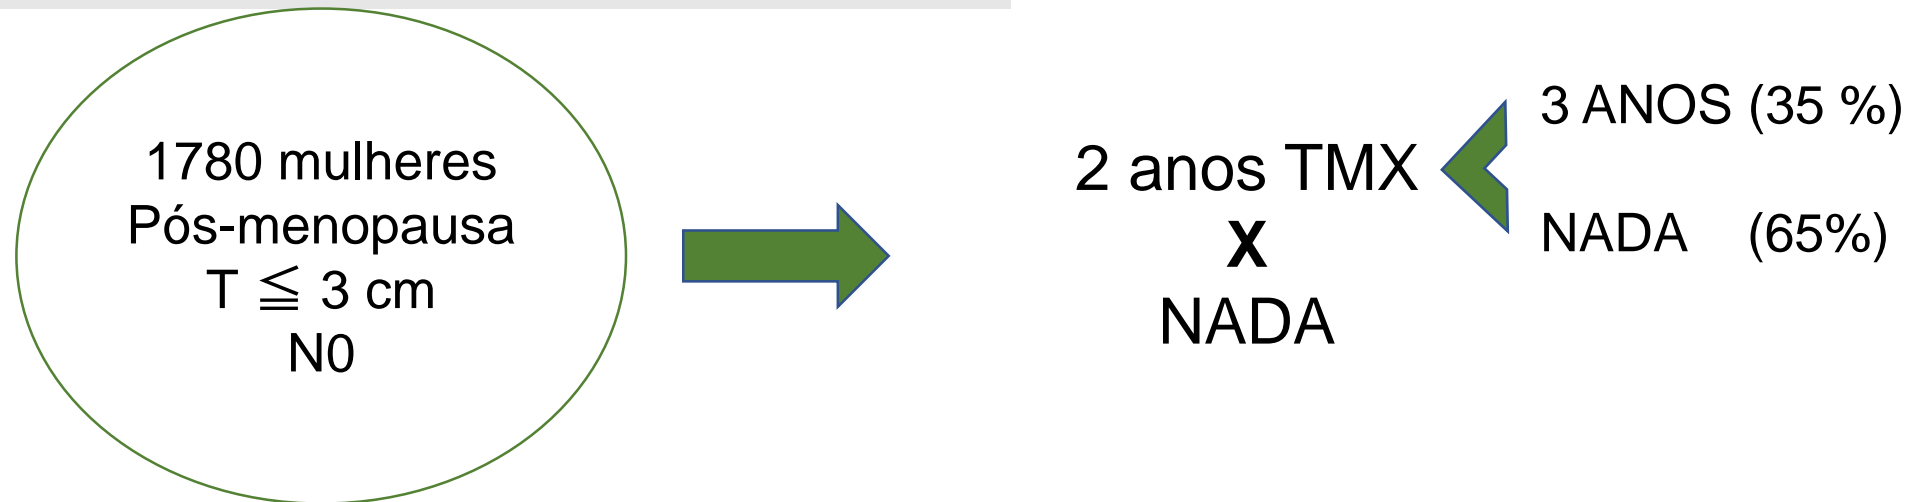 1780 mulheres
Pós-menopausa
T ≦ 3 cm
N0
2 anos TMX
X
NADA
3 ANOS (35 %)
NADA (65%)